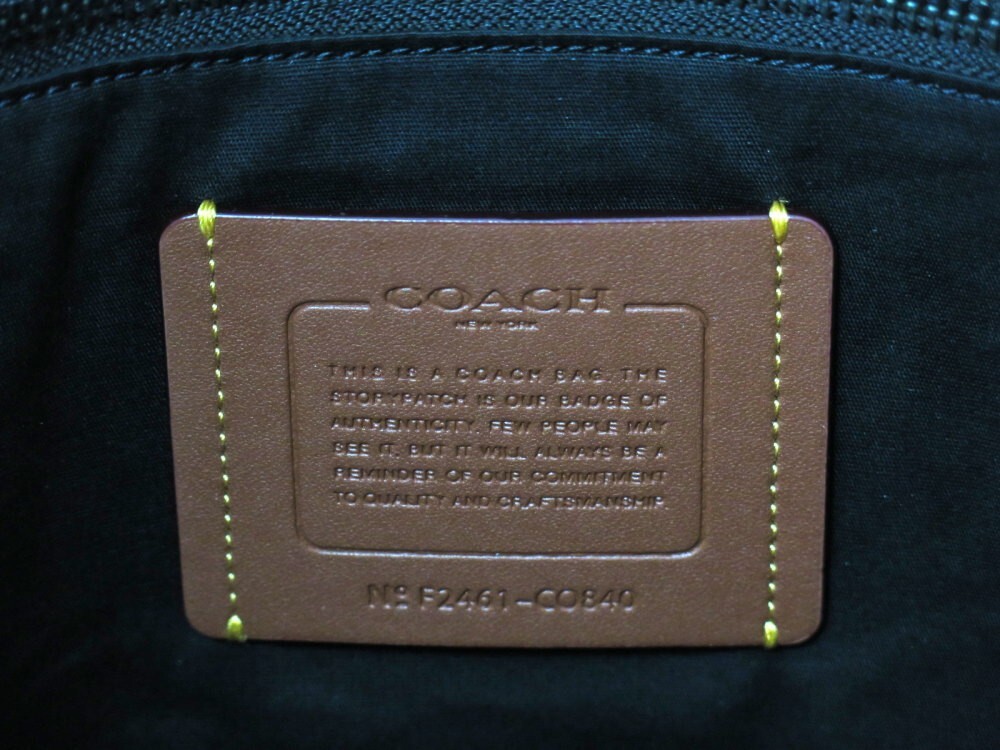 COACH
NEW YORK
THIS IS A COACH BAG. THE
STORYPATCH IS OUR BADGE OF
AUTHENTICITY. FEW PEOPLE MAY
SEE IT, BUT IT WILL ALWAYS BE A
REMINDER OF OUR COMMITMENT
TO QUALITY AND CRAFTSMANSHIP.
Nº F2461-CO840